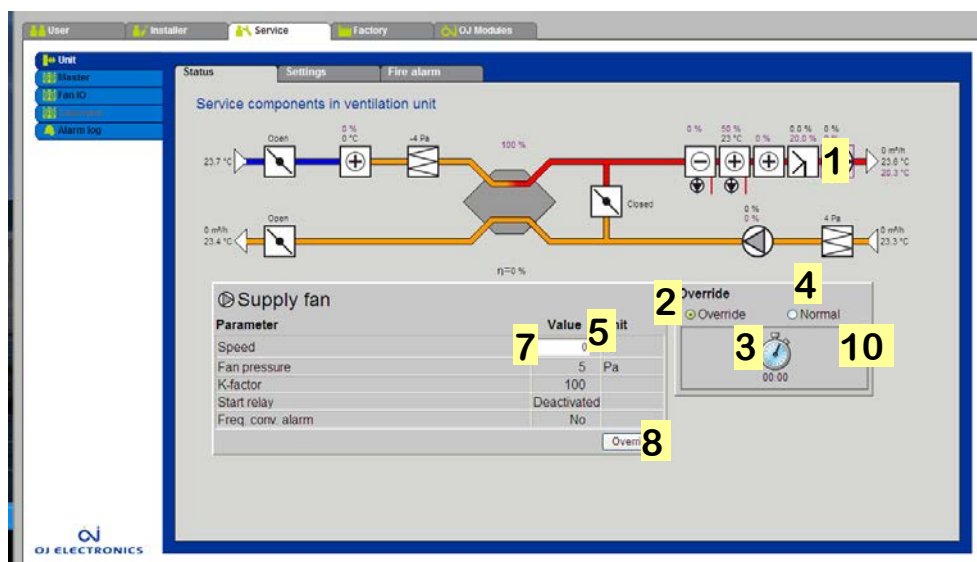 User Installer Service Factory OJ Modules
Unit
Master
Fan IO
Alarm log
Status Settings Fire alarm
Service components in ventilation unit
Open 0 % 0 °C -4 Pa 100 % 0 % 50 % 23 °C 0 % 0.0 % 20.0 % 0 %
23.7 °C 1 0 m³/h 23.6 °C 20.3 °C
Closed
Open 0 % 0 % 4 Pa
0 m³/h 23.4 °C 0 m³/h 23.3 °C
η=0 %
Supply fan
Parameter Value
Speed 7 0 5
Fan pressure 5 Pa
K-factor 100
Start relay Deactivated
Freq. conv. alarm No
8
4
2 Override Normal
3 10
00:00
OJ
OJ ELECTRONICS